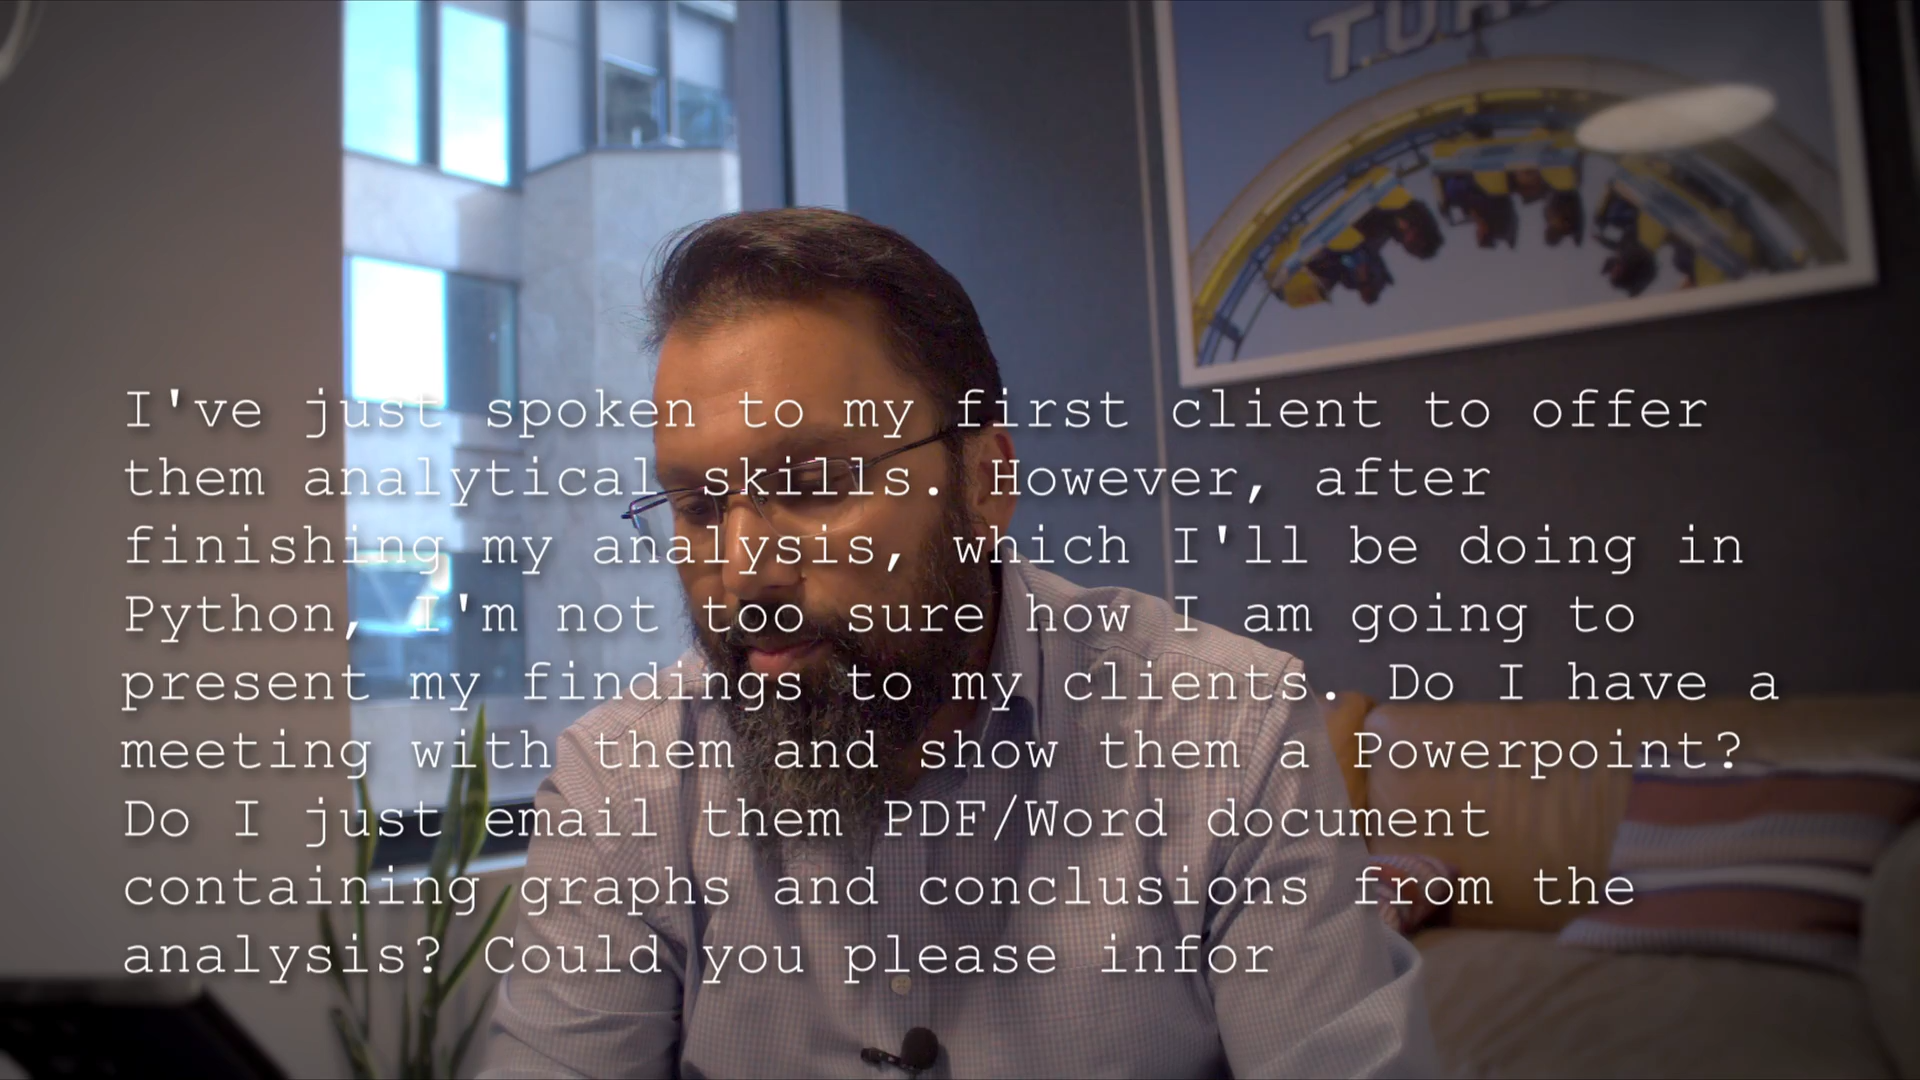 I've just spoken to my first client to offer
them analytical skills. However, after
finishing my analysis, which I'll be doing in
Python, I'm not too sure how I am going to
present my findings to my clients. Do I have a
meeting with them and show them a Powerpoint?
Do I just email them PDF/Word document
containing graphs and conclusions from the
analysis? Could you please infor